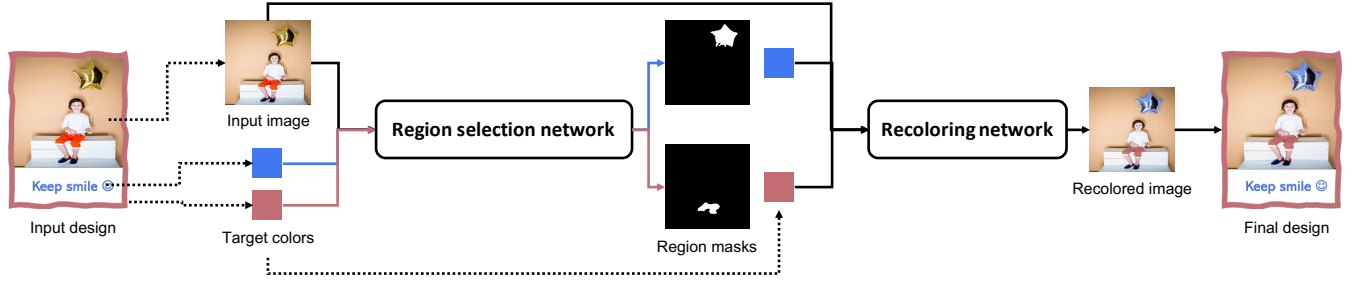 Keep smile ☺
Input design
Input image
Target colors
Region selection network
Region masks
Recoloring network
Recolored image
Keep smile ☺
Final design